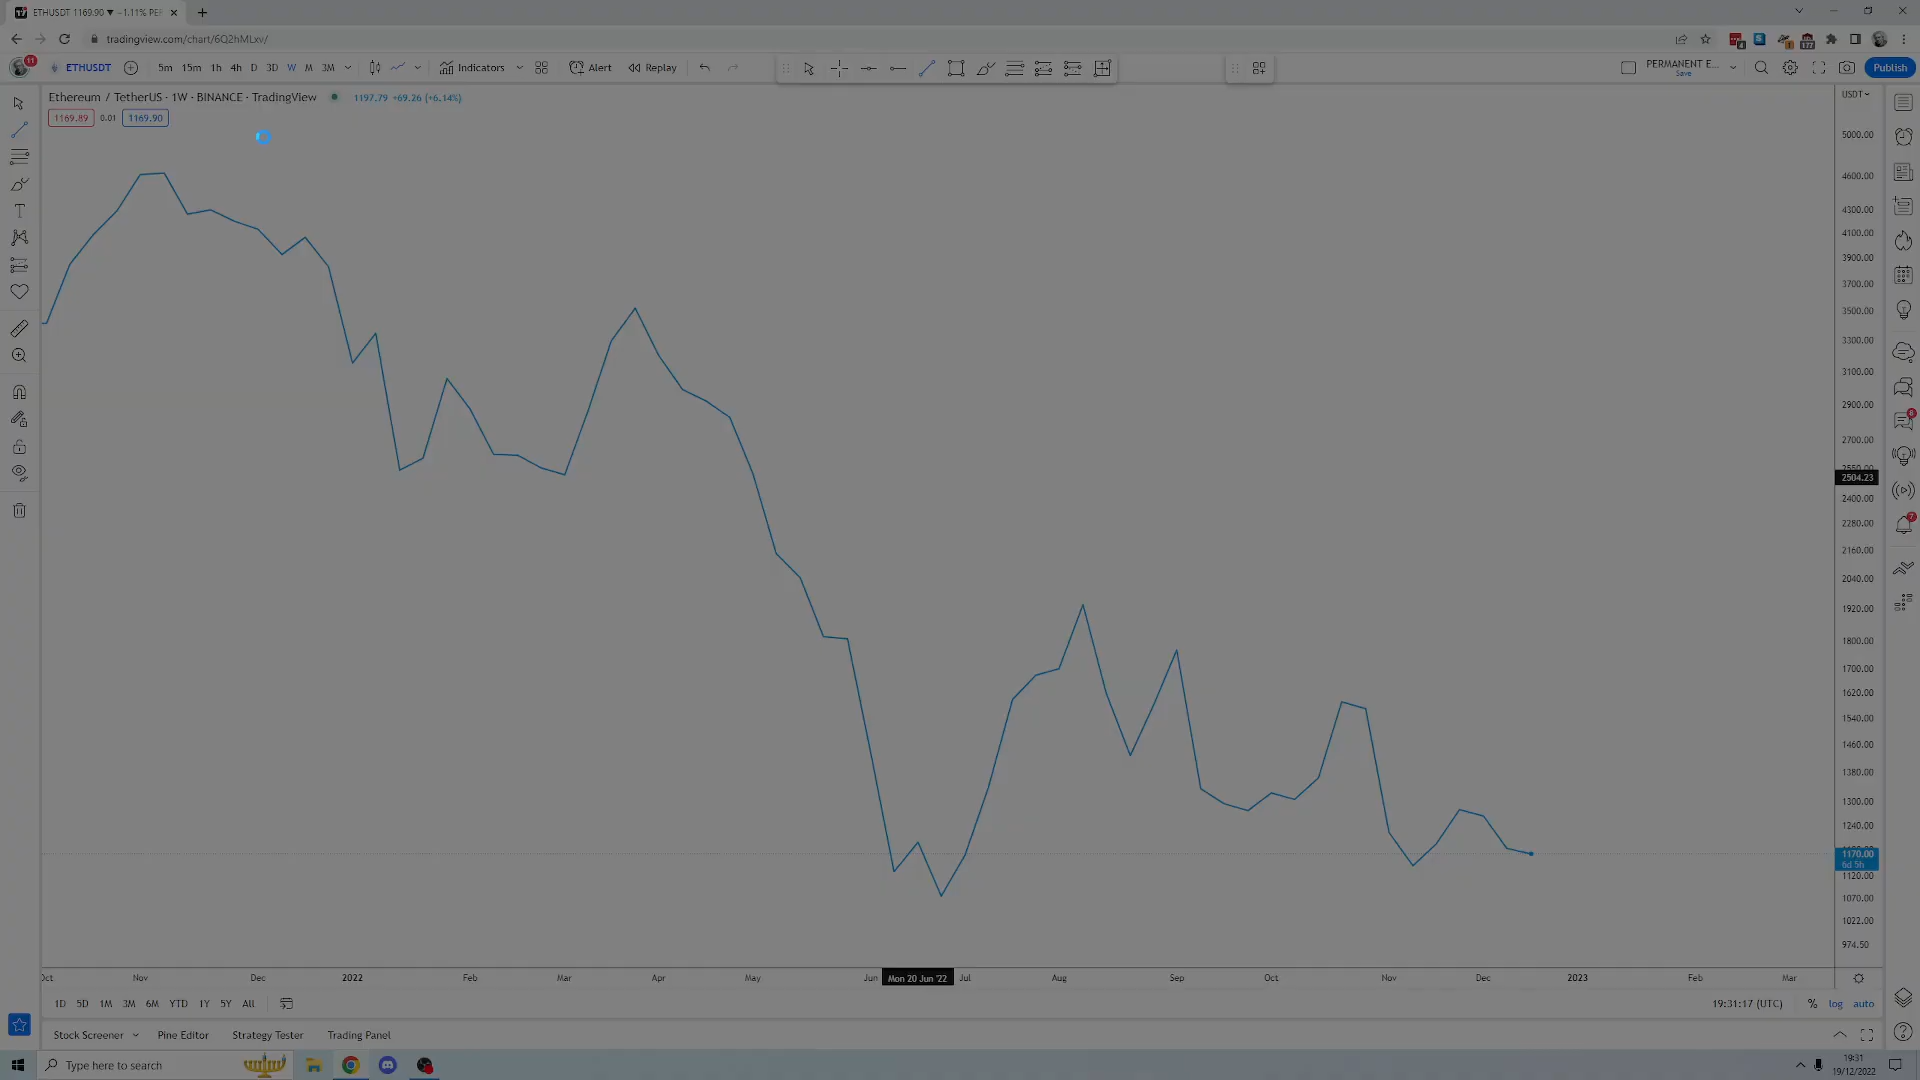 ETHUSDT 1169.90 ▼ −1.11% PE
tradingview.com/chart/6Q2hMLxv/
11
ETHUSDT
5m 15m 1h 4h D 3D W M 3M
Indicators
Alert
Replay
PERMANENT E...
Save
Publish
Ethereum / TetherUS · 1W · BINANCE · TradingView
1197.79 +69.26 (+6.14%)
1169.89 0.01 1169.90
USDT
5000.00
4600.00
4300.00
4100.00
3900.00
3700.00
3500.00
3300.00
3100.00
2900.00
2700.00
2504.23
2400.00
2280.00
2160.00
2040.00
1920.00
1800.00
1700.00
1620.00
1540.00
1460.00
1380.00
1300.00
1240.00
1170.00
6d 5h
1120.00
1070.00
1022.00
974.50
Nov Dec 2022 Feb Mar Apr May Jun Mon 20 Jun '22 Jul Aug Sep Oct Nov Dec 2023 Feb Mar
1D 5D 1M 3M 6M YTD 1Y 5Y All
19:31:17 (UTC) % log auto
Stock Screener Pine Editor Strategy Tester Trading Panel
Type here to search
19:31
19/12/2022